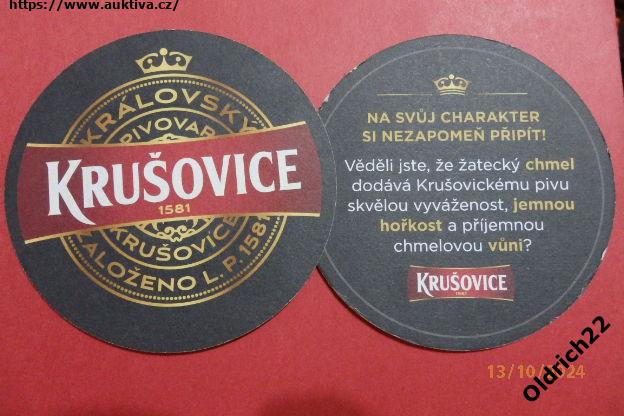 https://www.auktiva.cz/
KRÁLOVSKÝ
PIVOVAR
KRUŠOVICE
1581
KRUŠOVICE
ZALOŽENO L. P. 1581
NA SVŮJ CHARAKTER
SI NEZAPOMEŇ PŘIPÍT!
Věděli jste, že žatecký chmel
dodává Krušovickému pivu
skvělou vyváženost, jemnou
hořkost a příjemnou
chmelovou vůni?
KRUŠOVICE
1581
13/10/2024
Oldrich22